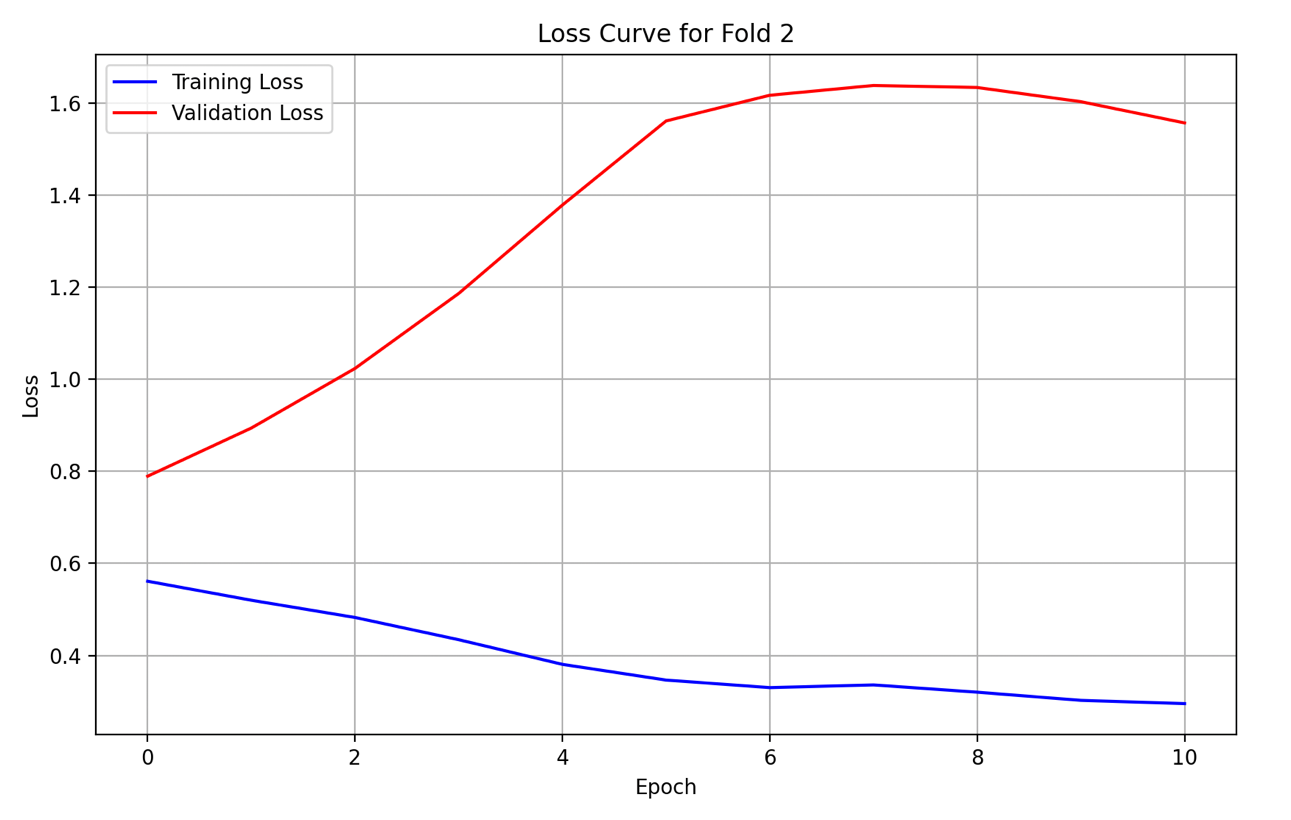 Loss Curve for Fold 2
Training Loss
Validation Loss
1.6
1.4
1.2
1.0
0.8
0.6
0.4
Loss
0 2 4 6 8 10
Epoch